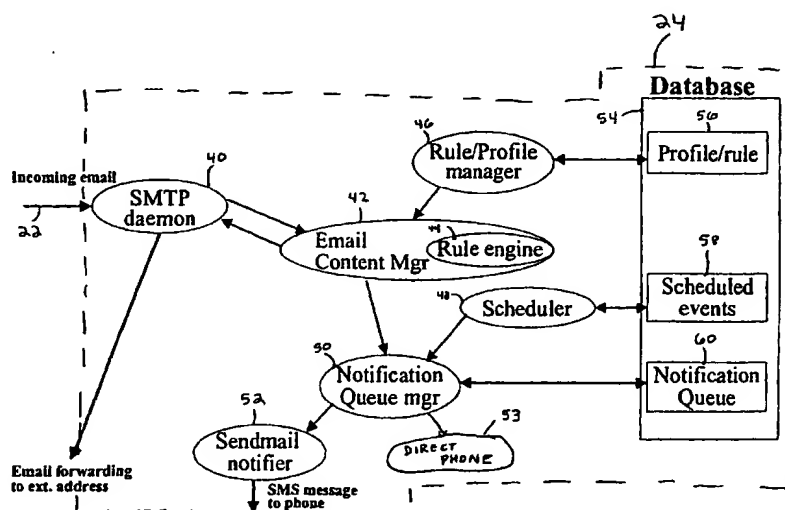 24
Database
54
56
Profile/rule
46
Rule/Profile
manager
40
Incoming email
SMTP
daemon
22
42
Email
Content Mgr
Rule engine
58
Scheduled
events
48
Scheduler
60
Notification
Queue
50
Notification
Queue mgr
52
Sendmail
notifier
53
DIRECT
PHONE
Email forwarding
to ext. address
SMS message
to phone